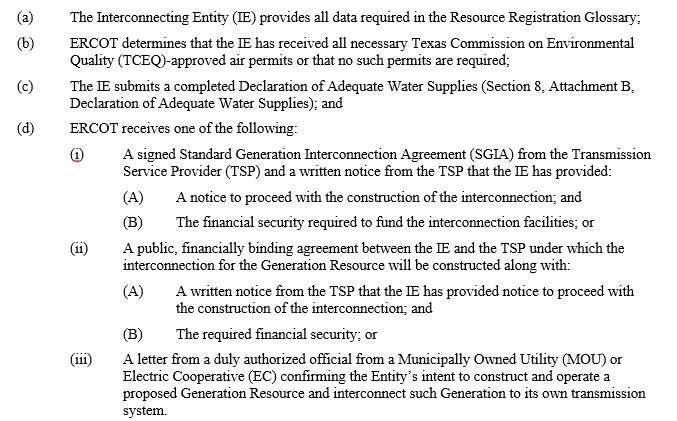 (a) The Interconnecting Entity (IE) provides all data required in the Resource Registration Glossary;
(b) ERCOT determines that the IE has received all necessary Texas Commission on Environmental
Quality (TCEQ)-approved air permits or that no such permits are required;
(c) The IE submits a completed Declaration of Adequate Water Supplies (Section 8, Attachment B,
Declaration of Adequate Water Supplies); and
(d) ERCOT receives one of the following:
(i) A signed Standard Generation Interconnection Agreement (SGIA) from the Transmission
Service Provider (TSP) and a written notice from the TSP that the IE has provided:
(A) A notice to proceed with the construction of the interconnection; and
(B) The financial security required to fund the interconnection facilities; or
(ii) A public, financially binding agreement between the IE and the TSP under which the
interconnection for the Generation Resource will be constructed along with:
(A) A written notice from the TSP that the IE has provided notice to proceed with
the construction of the interconnection; and
(B) The required financial security; or
(iii) A letter from a duly authorized official from a Municipally Owned Utility (MOU) or
Electric Cooperative (EC) confirming the Entity's intent to construct and operate a
proposed Generation Resource and interconnect such Generation to its own transmission
system.